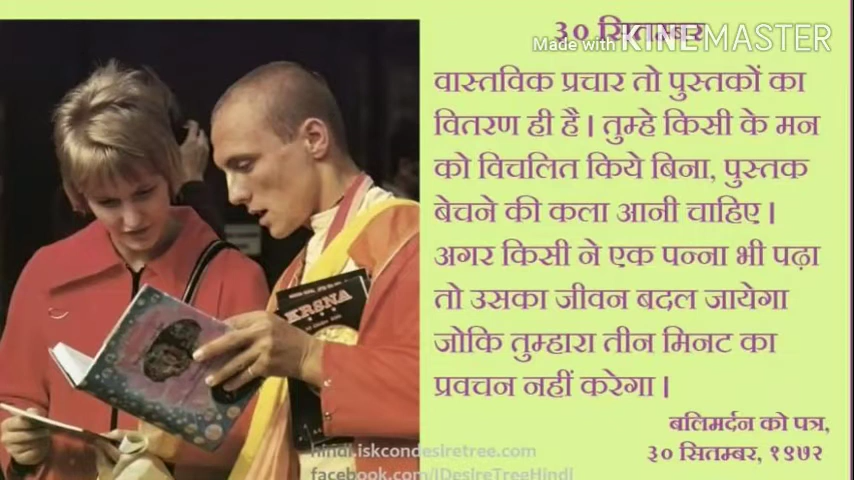 ३० सितम्बर
Made with KINEMASTER
वास्तविक प्रचार तो पुस्तकों का
वितरण ही है । तुम्हे किसी के मन
को विचलित किये बिना, पुस्तक
बेचने की कला आनी चाहिए ।
अगर किसी ने एक पन्ना भी पढ़ा
तो उसका जीवन बदल जायेगा
जोकि तुम्हारा तीन मिनट का
प्रवचन नहीं करेगा ।
बलिमर्दन को पत्र,
३० सितम्बर, १९७२
KRSNA
hindi.iskcondesiretree.com
facebook.com/IDesireTreeHindi